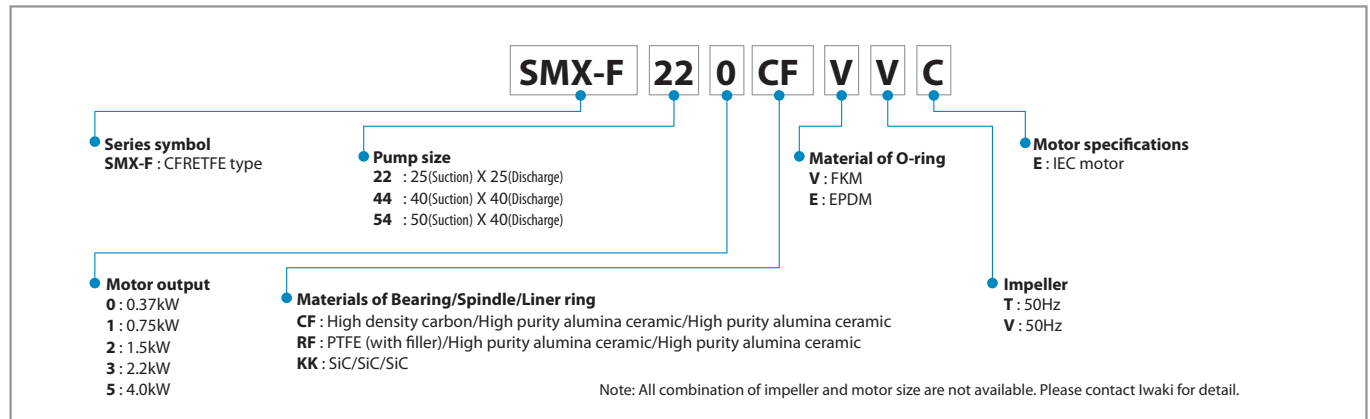 SMX-F 22 0 CF V V C
Series symbol
SMX-F : CFRETFE type
Pump size
22 : 25(Suction) X 25(Discharge)
44 : 40(Suction) X 40(Discharge)
54 : 50(Suction) X 40(Discharge)
Material of O-ring
V : FKM
E : EPDM
Motor specifications
E : IEC motor
Motor output
0 : 0.37kW
1 : 0.75kW
2 : 1.5kW
3 : 2.2kW
5 : 4.0kW
Materials of Bearing/Spindle/Liner ring
CF : High density carbon/High purity alumina ceramic/High purity alumina ceramic
RF : PTFE (with filler)/High purity alumina ceramic/High purity alumina ceramic
KK : SiC/SiC/SiC
Impeller
T : 50Hz
V : 50Hz
Note: All combination of impeller and motor size are not available. Please contact Iwaki for detail.